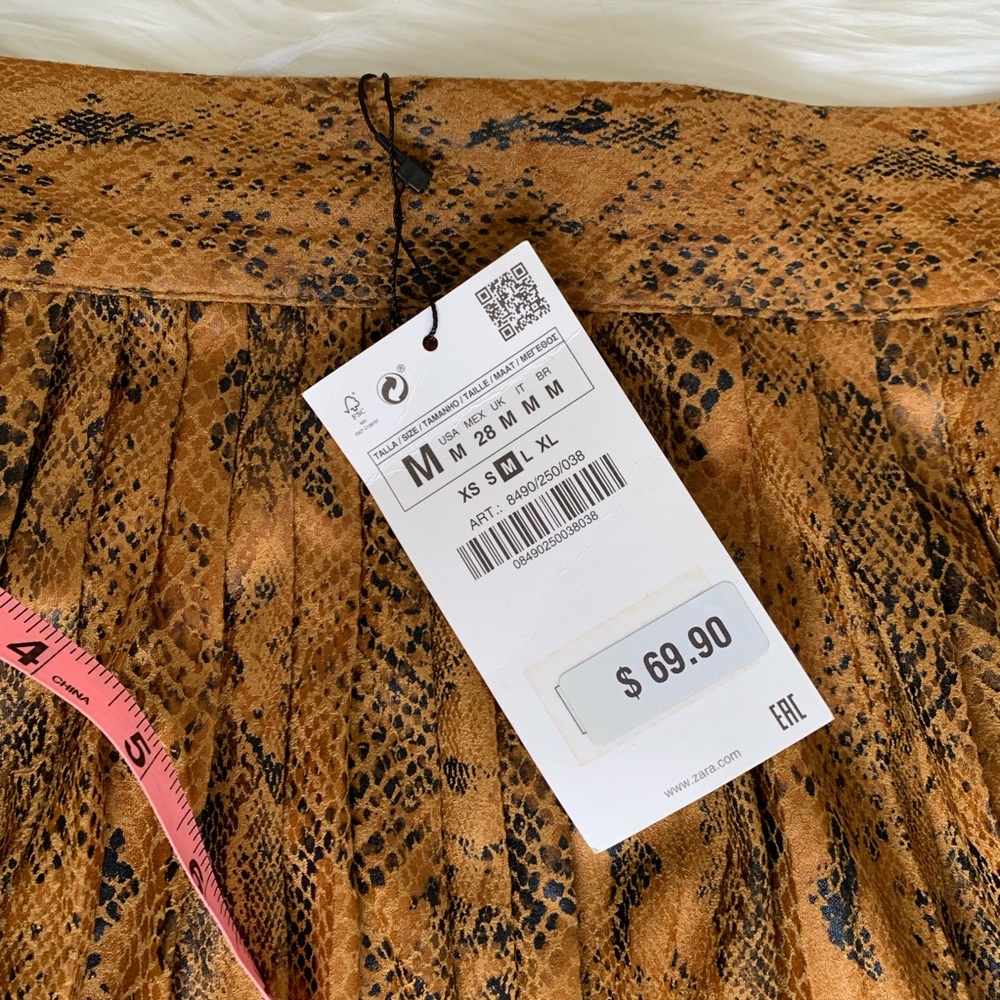 ®
FSC
TALLA / SIZE / TAMANHO / TAILLE / MAAT / ΜΕΓΕΘΟΣ
USA MEX UK IT BR
M M 28 M M M
XS S M L XL
ART.: 8490/250/038
08490250038038
$ 69.90
EAC
www.zara.com
4
CHINA
5